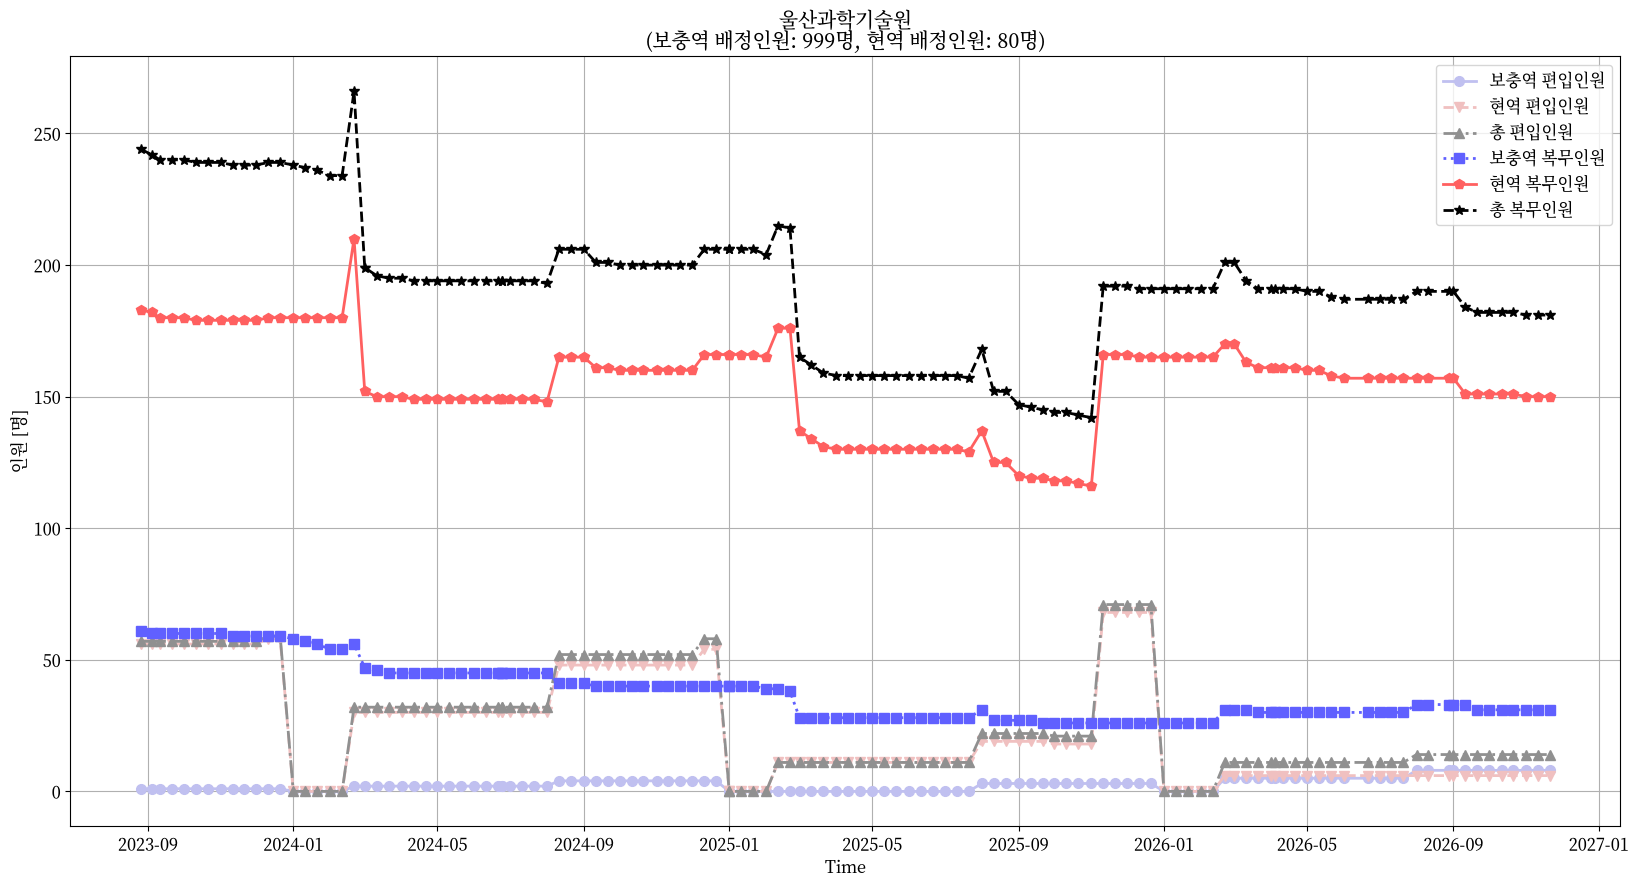 울산과학기술원
(보충역 배정인원: 999명, 현역 배정인원: 80명)
보충역 편입인원
현역 편입인원
총 편입인원
보충역 복무인원
현역 복무인원
총 복무인원
인원 [명]
250
200
150
100
50
0
2023-09 2024-01 2024-05 2024-09 2025-01 2025-05 2025-09 2026-01 2026-05 2026-09 2027-01
Time